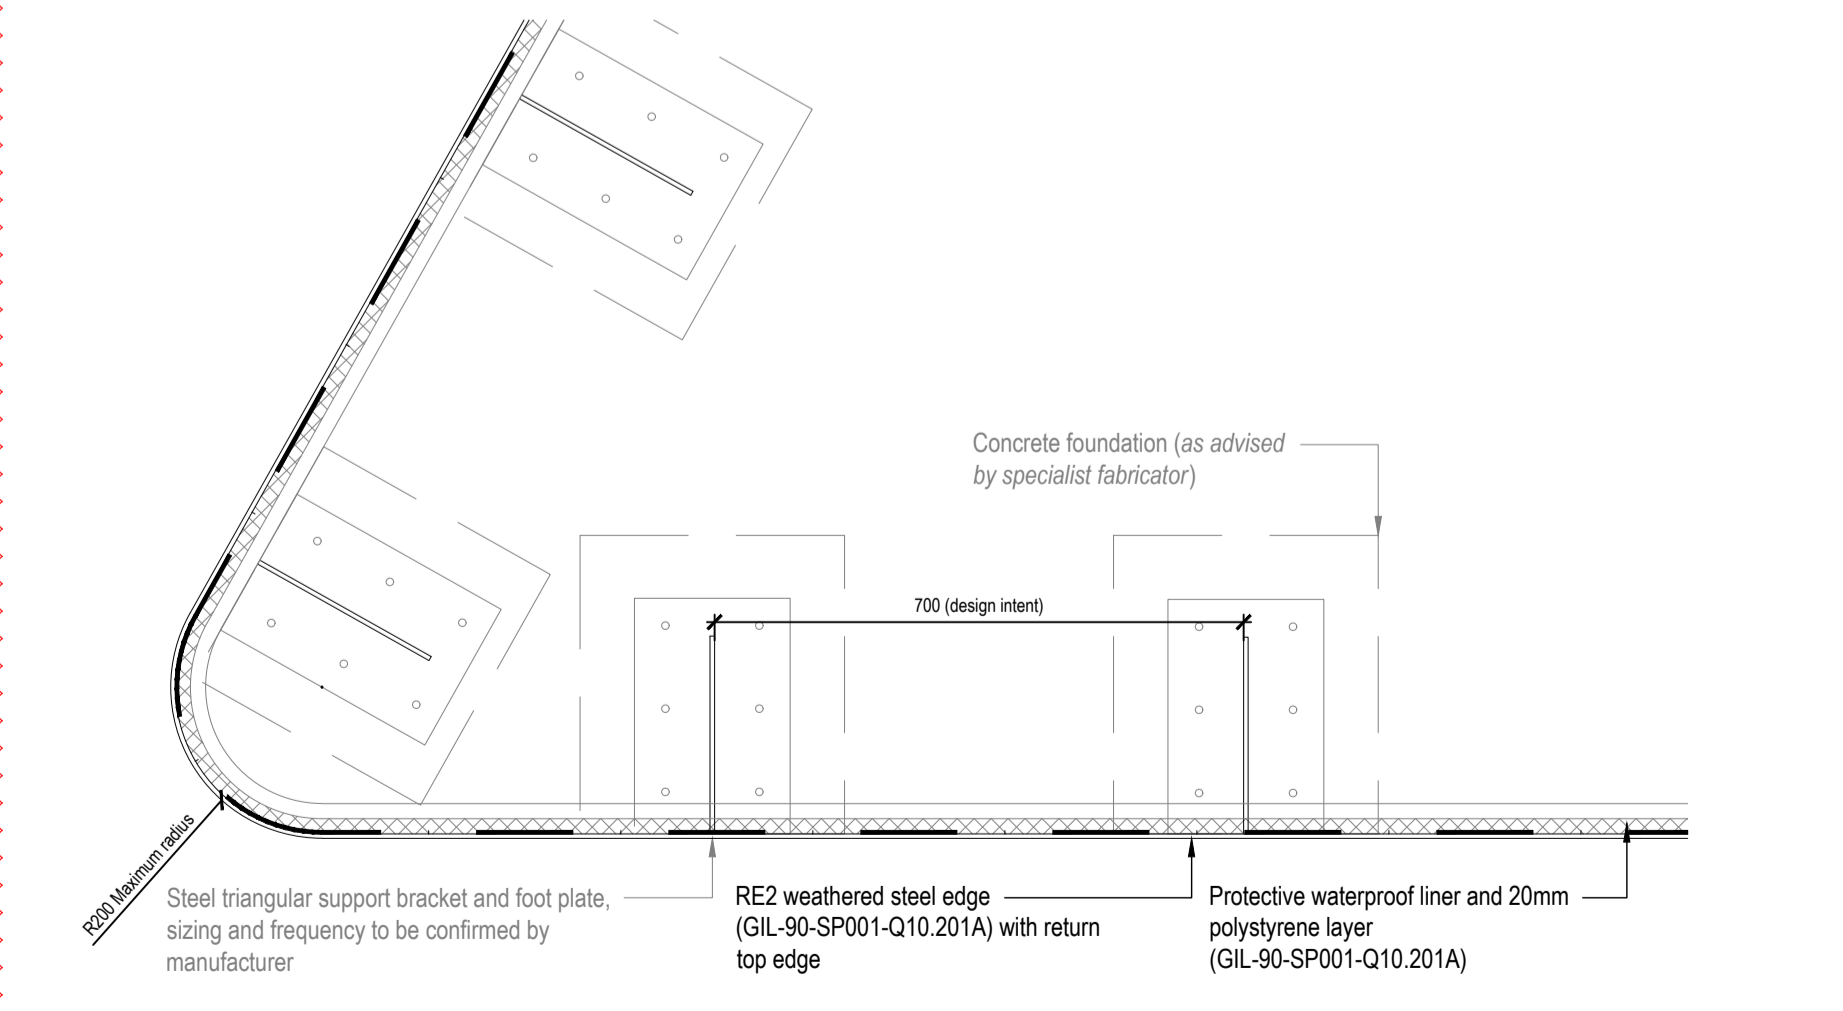 Concrete foundation (as advised
by specialist fabricator)
700 (design intent)
R200 Maximum radius
Steel triangular support bracket and foot plate,
sizing and frequency to be confirmed by
manufacturer
RE2 weathered steel edge
(GIL-90-SP001-Q10.201A) with return
top edge
Protective waterproof liner and 20mm
polystyrene layer
(GIL-90-SP001-Q10.201A)